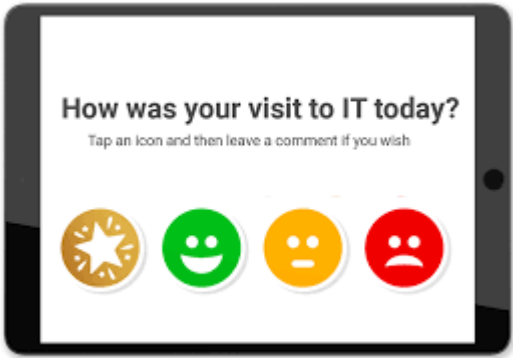 How was your visit to IT today?
Tap an icon and then leave a comment if you wish